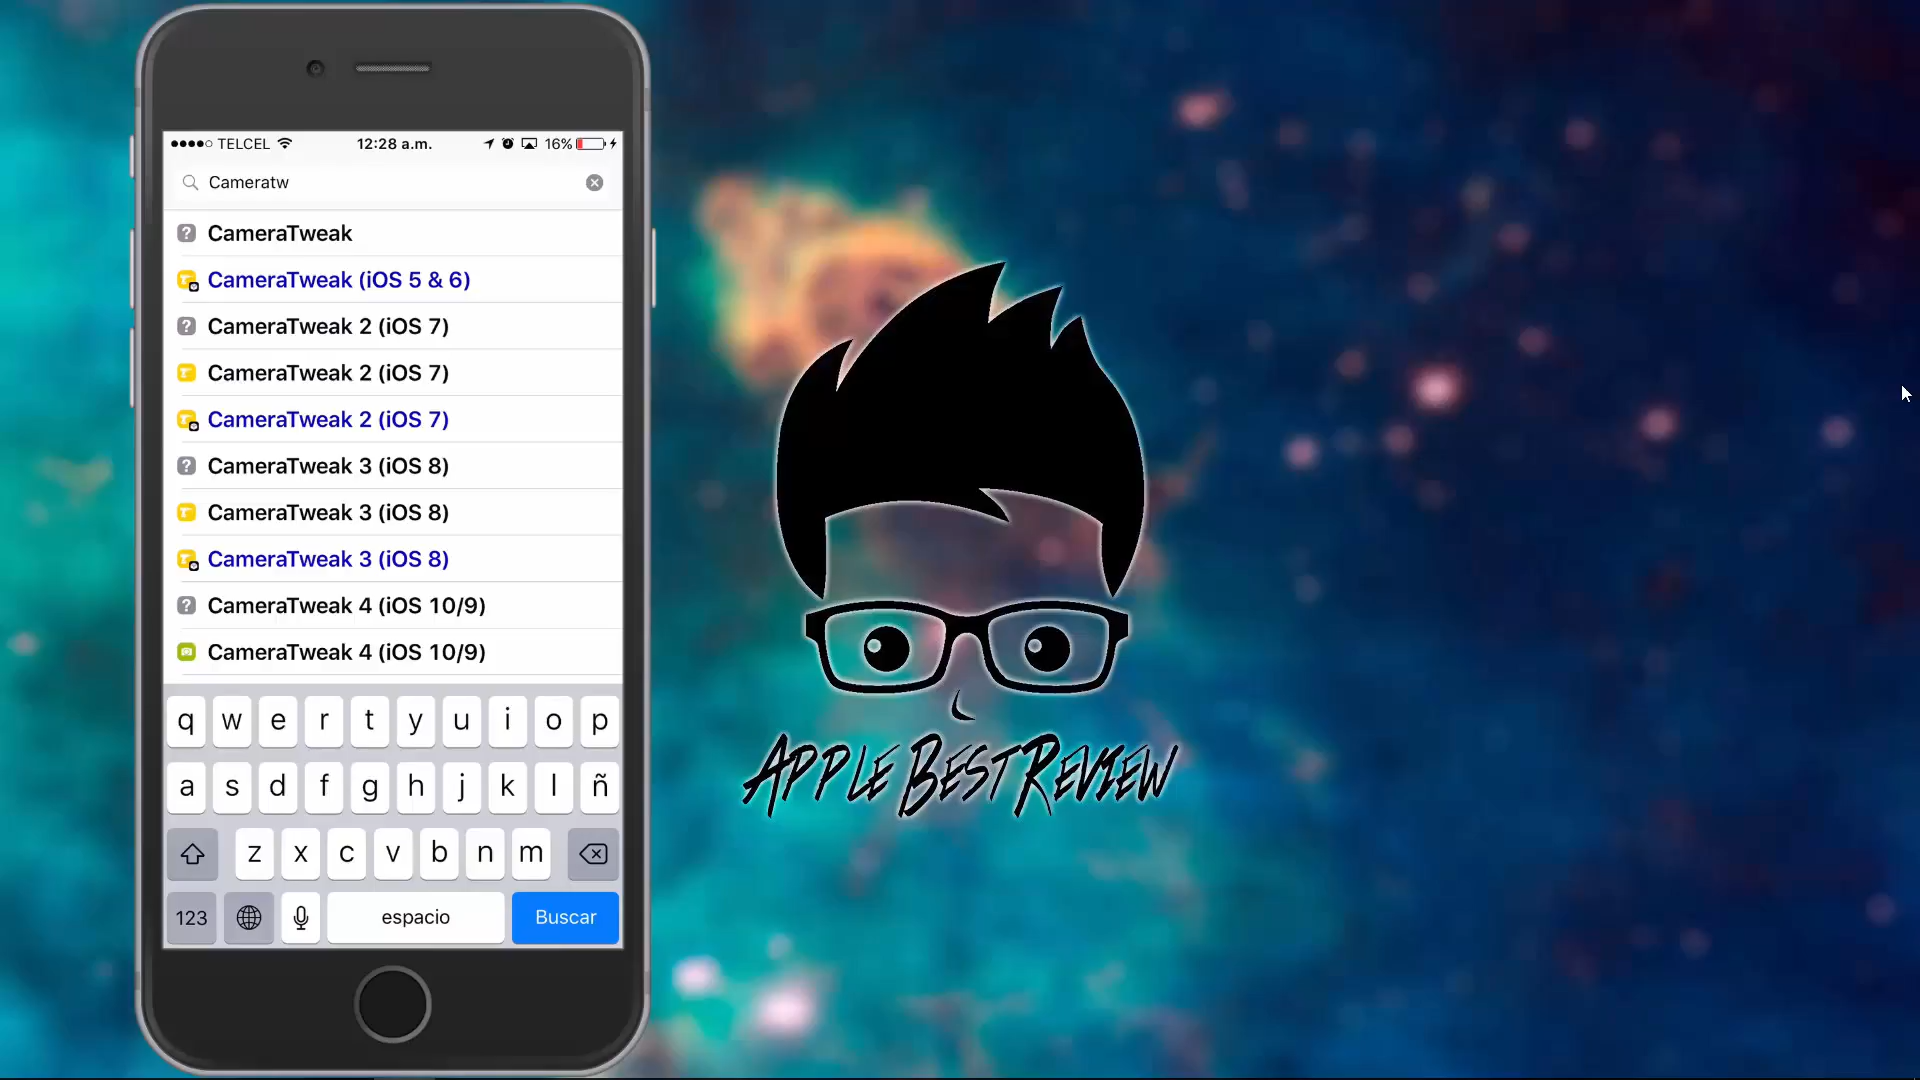 TELCEL 12:28 a.m. 16%
Cameratw
CameraTweak
CameraTweak (iOS 5 & 6)
CameraTweak 2 (iOS 7)
CameraTweak 2 (iOS 7)
CameraTweak 2 (iOS 7)
CameraTweak 3 (iOS 8)
CameraTweak 3 (iOS 8)
CameraTweak 3 (iOS 8)
CameraTweak 4 (iOS 10/9)
CameraTweak 4 (iOS 10/9)
q w e r t y u i o p
a s d f g h j k l ñ
z x c v b n m
123 espacio Buscar
APPLE BEST REVIEW